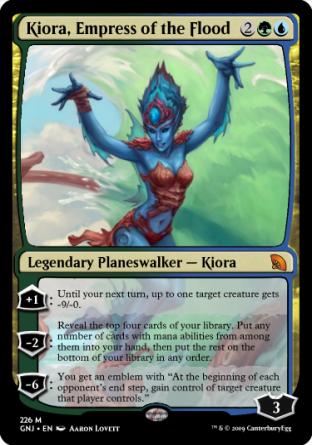 Kiora, Empress of the Flood 2
Legendary Planeswalker — Kiora
+1: Until your next turn, up to one target creature gets
-9/-0.
-2: Reveal the top four cards of your library. Put any
number of cards with mana abilities from among
them into your hand, then put the rest on the
bottom of your library in any order.
-6: You get an emblem with “At the beginning of each
opponent's end step, gain control of target creature
that player controls.”
3
226 M
GNJ • EN Aaron Lovett
™ & © 2019 CanterburyEgg